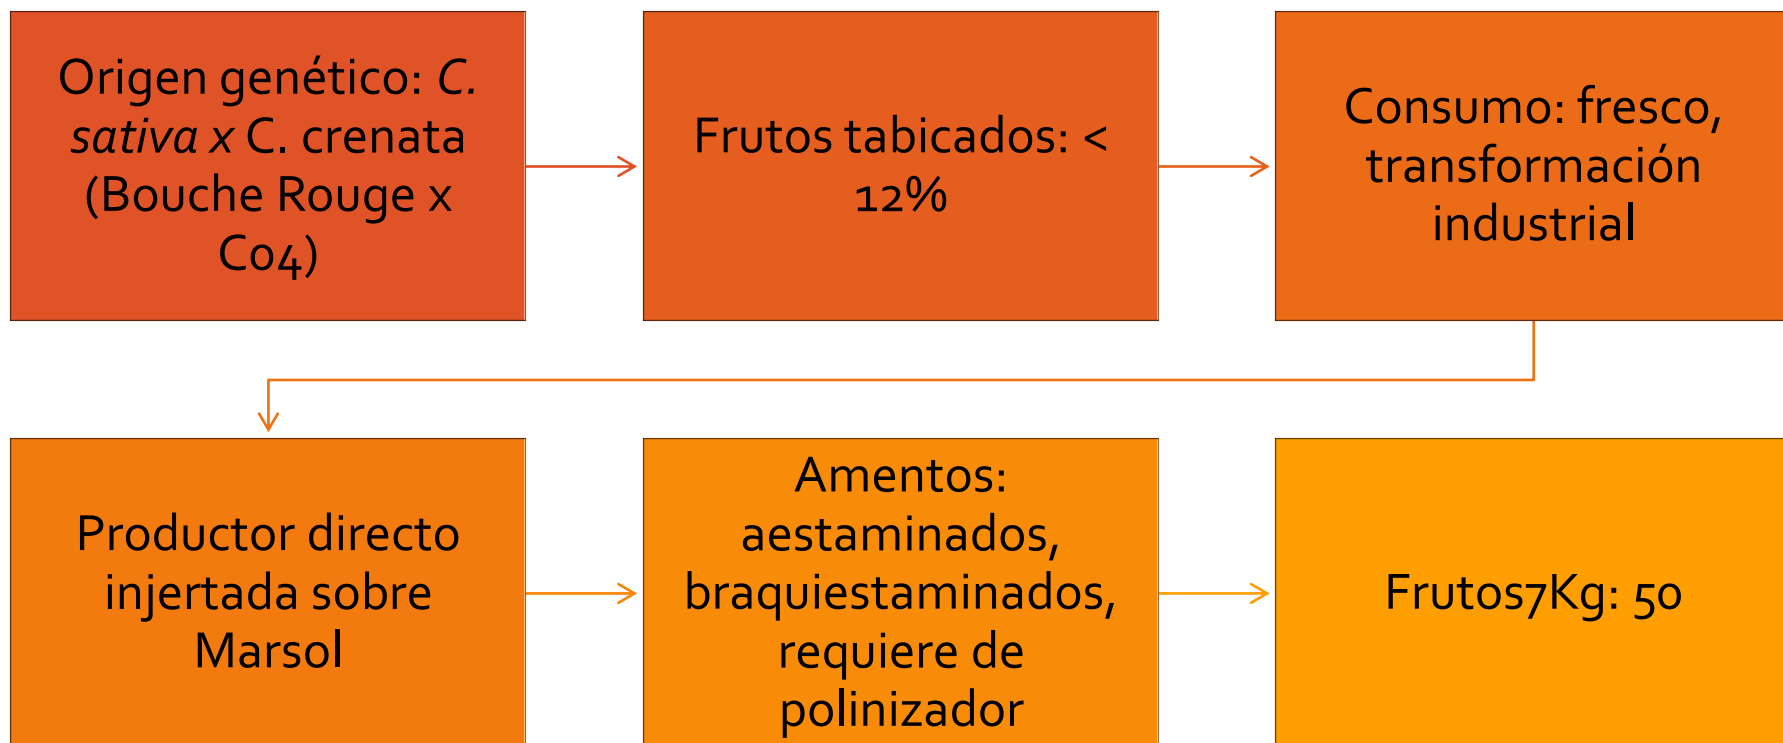 Origen genético: C.
sativa x C. crenata
(Bouche Rouge x
C04)
Frutos tabicados: <
12%
Consumo: fresco,
transformación
industrial
Productor directo
injertada sobre
Marsol
Amentos:
aestaminados,
braquiestaminados,
requiere de
polinizador
Frutos7Kg: 50